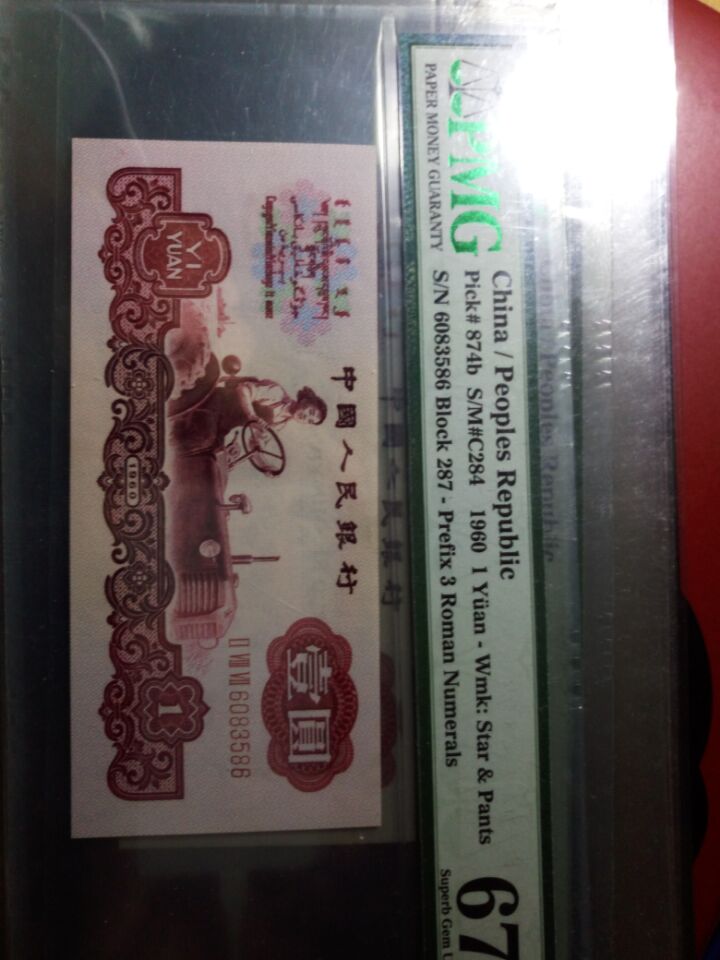 PMG
PAPER MONEY GUARANTY
China / Peoples Republic
Pick# 874b S/M#C284 1960 1 Yüan - Wmk: Star & Pants
S/N 6083586 Block 287 - Prefix 3 Roman Numerals
67
Superb Gem
中國人民銀行
YI
YUAN
1960
壹圓
6083586
1